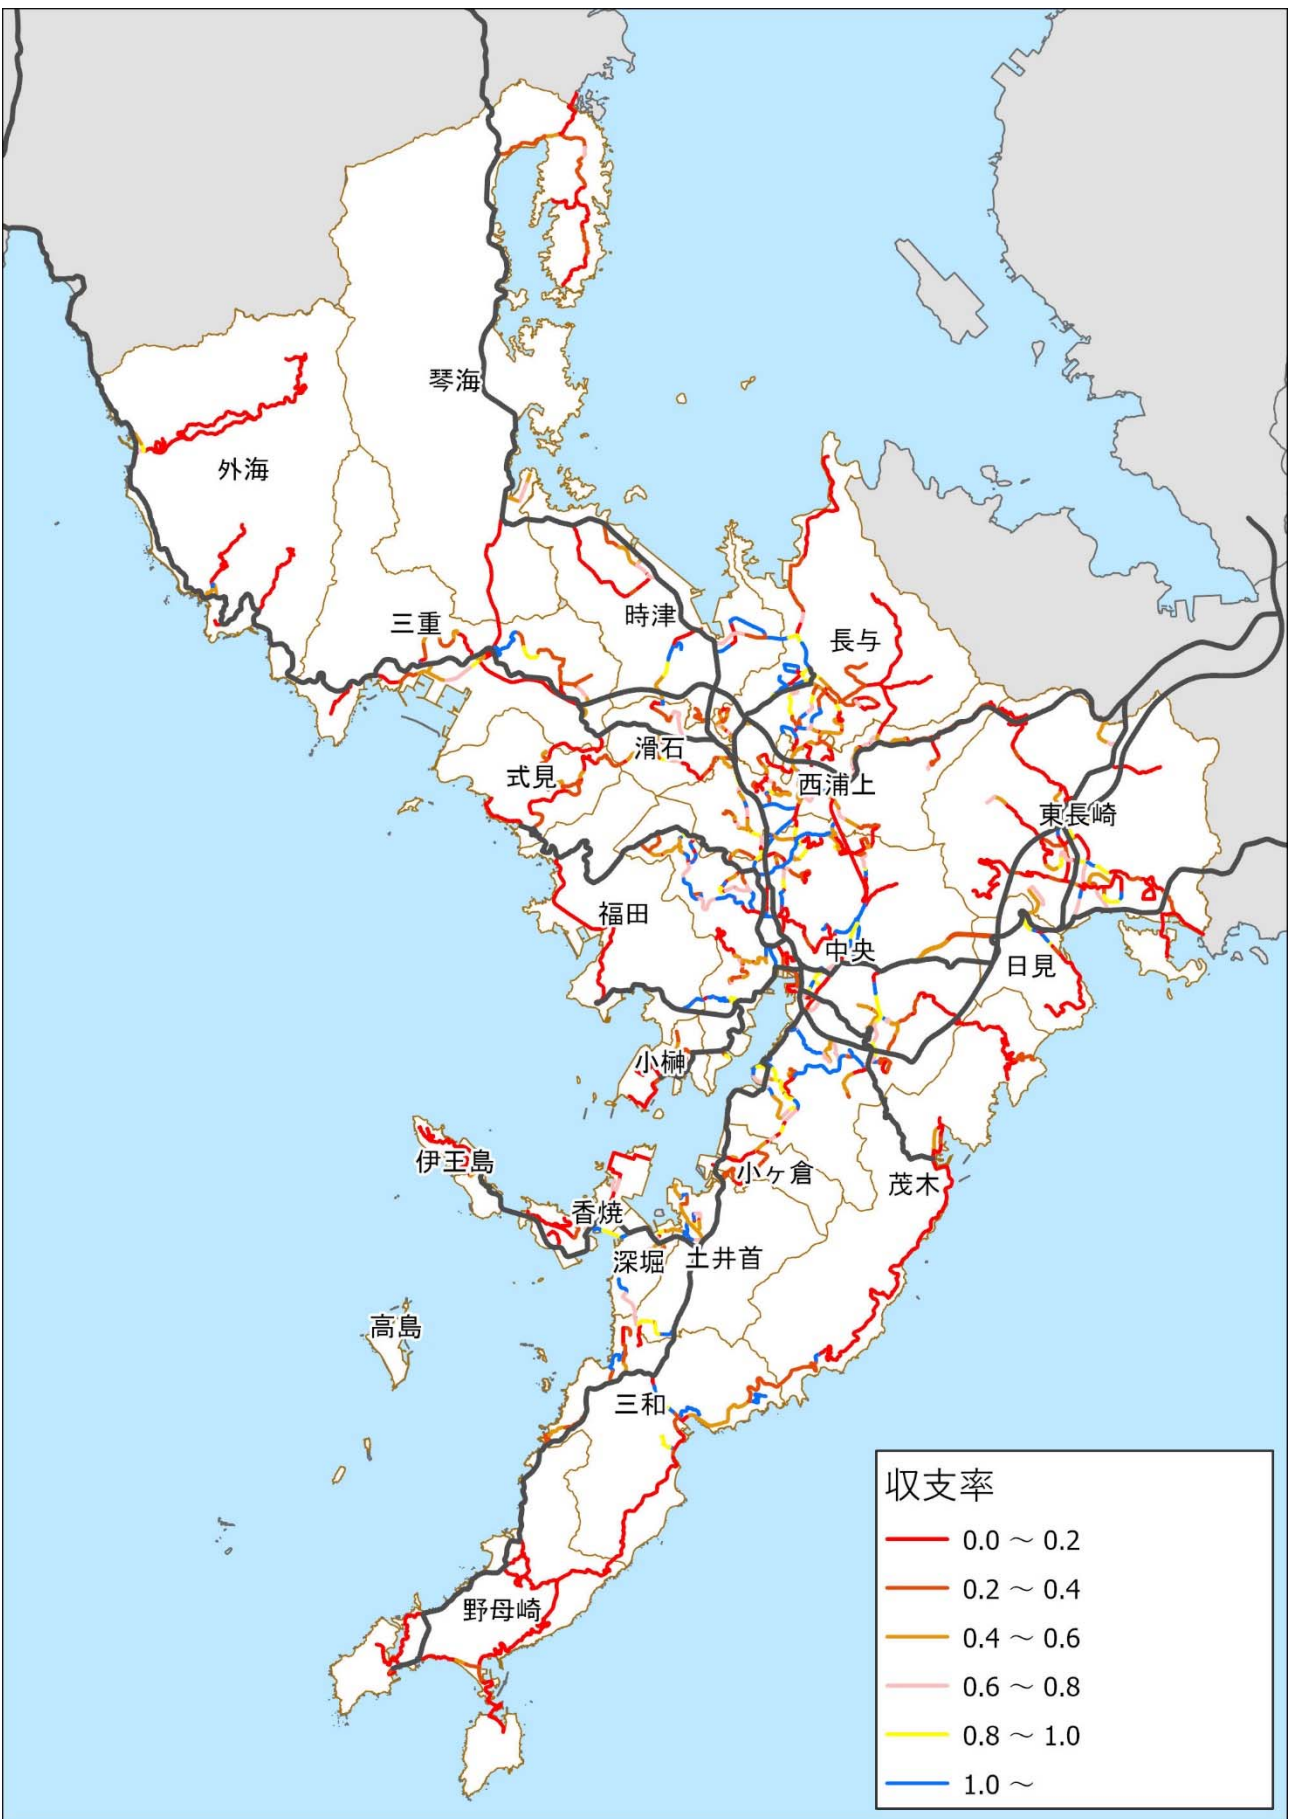 琴海
外海
三重
時津
長与
滑石
式見
西浦上
東長崎
福田
中央
日見
小榊
伊王島
小ヶ倉
茂木
香焼
深堀
土井首
高島
三和
野母崎
収支率
0.0 ～ 0.2
0.2 ～ 0.4
0.4 ～ 0.6
0.6 ～ 0.8
0.8 ～ 1.0
1.0 ～